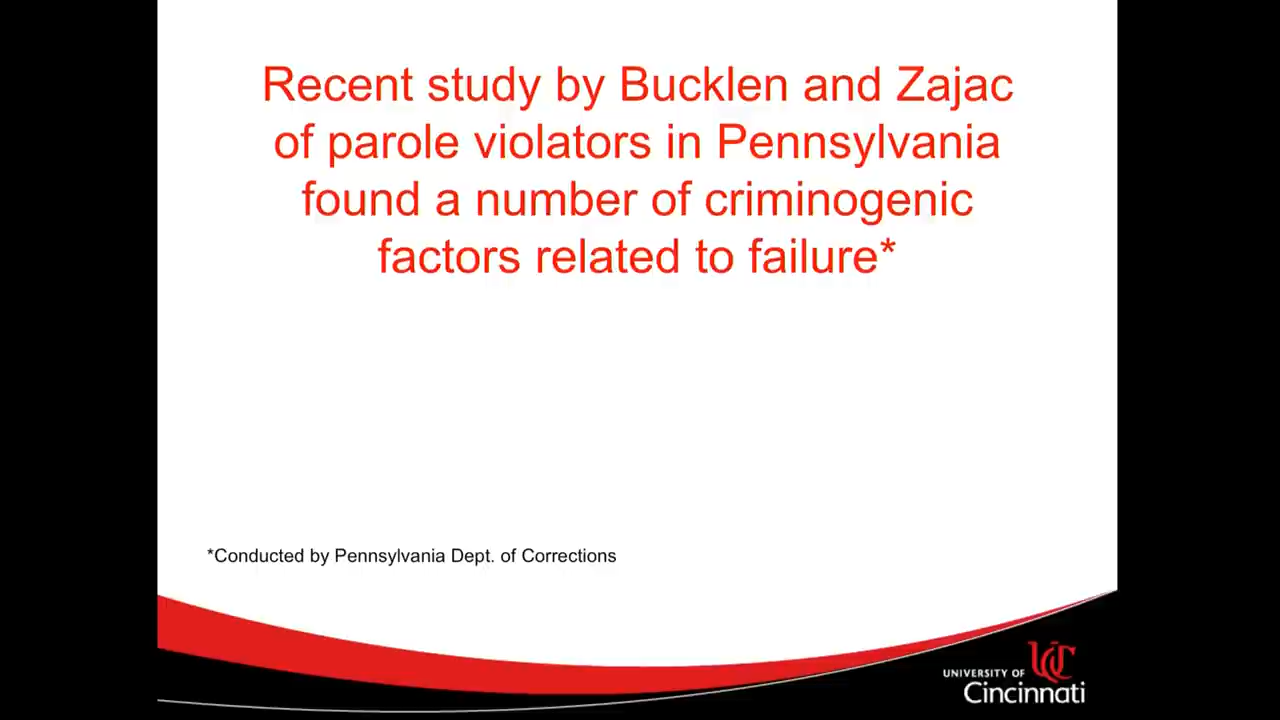 Recent study by Bucklen and Zajac
of parole violators in Pennsylvania
found a number of criminogenic
factors related to failure*
*Conducted by Pennsylvania Dept. of Corrections
UNIVERSITY OF
Cincinnati